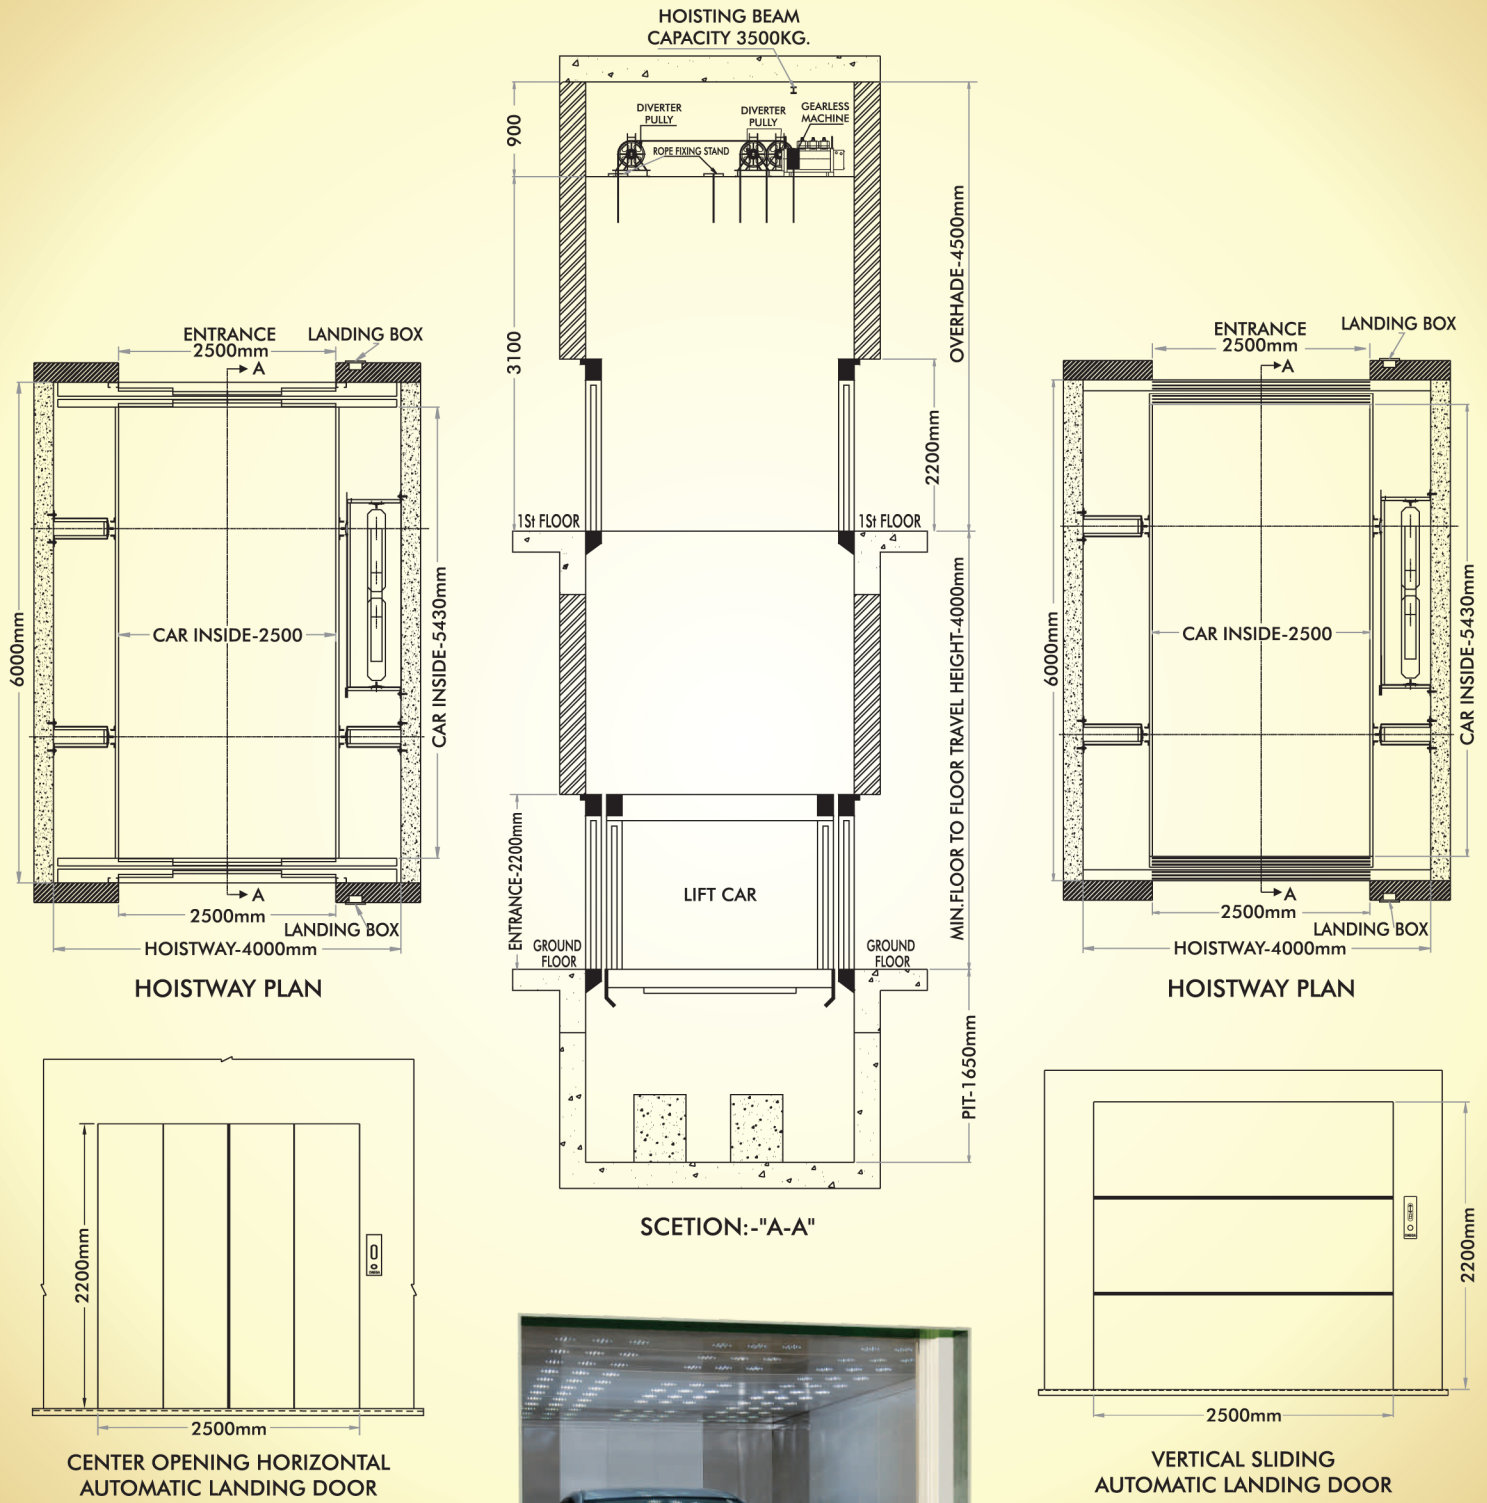 HOISTING BEAM
CAPACITY 3500KG.
900
DIVERTER
PULLY
DIVERTER
PULLY
GEARLESS
MACHINE
ROPE FIXING STAND
3100
OVERHADE-4500mm
2200mm
1St FLOOR
1St FLOOR
MIN.FLOOR TO FLOOR TRAVEL HEIGHT-4000mm
ENTRANCE-2200mm
LIFT CAR
GROUND
FLOOR
GROUND
FLOOR
PIT-1650mm
SCETION:-"A-A"
ENTRANCE
2500mm
LANDING BOX
A
6000mm
CAR INSIDE-2500
CAR INSIDE-5430mm
A
2500mm
LANDING BOX
HOISTWAY-4000mm
HOISTWAY PLAN
ENTRANCE
2500mm
LANDING BOX
A
6000mm
CAR INSIDE-2500
CAR INSIDE-5430mm
A
2500mm
LANDING BOX
HOISTWAY-4000mm
HOISTWAY PLAN
2200mm
2500mm
CENTER OPENING HORIZONTAL
AUTOMATIC LANDING DOOR
2200mm
2500mm
VERTICAL SLIDING
AUTOMATIC LANDING DOOR